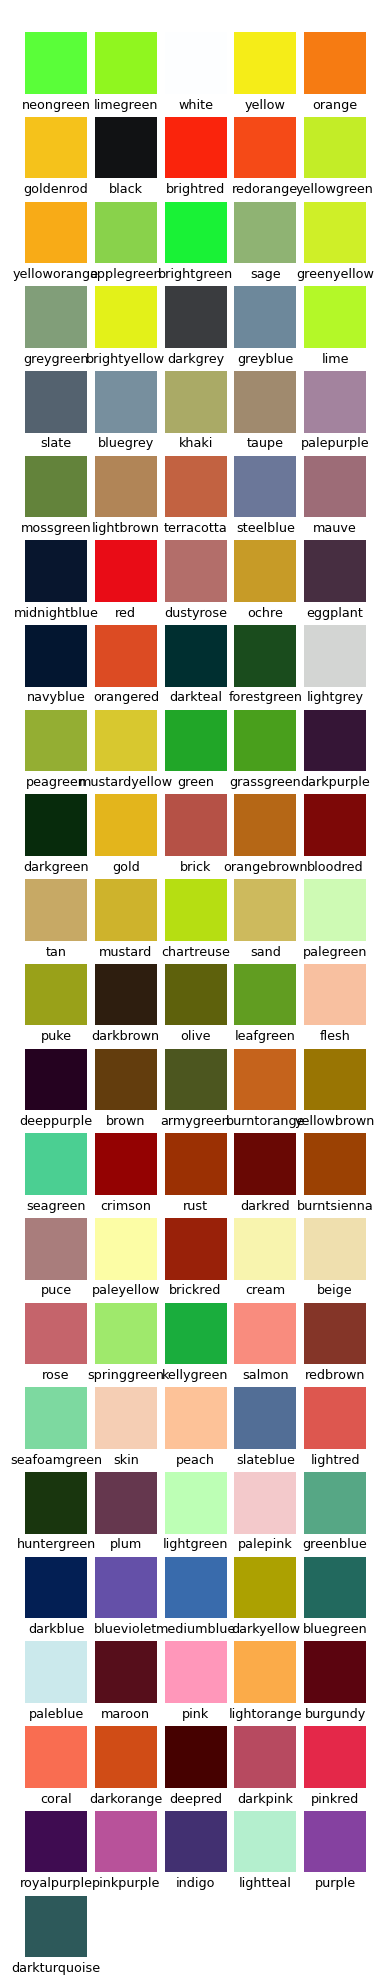 neongreen limegreen white yellow orange
goldenrod black brightred redorange yellowgreen
yelloworange applegreen brightgreen sage greenyellow
greygreen brightyellow darkgrey greyblue lime
slate bluegrey khaki taupe palepurple
mossgreen lightbrown terracotta steelblue mauve
midnightblue red dustyrose ochre eggplant
navyblue orangered darkteal forestgreen lightgrey
peagreen mustardyellow green grassgreen darkpurple
darkgreen gold brick orangebrown bloodred
tan mustard chartreuse sand palegreen
puke darkbrown olive leafgreen flesh
deeppurple brown armygreen burntorange yellowbrown
seagreen crimson rust darkred burntsienna
puce paleyellow brickred cream beige
rose springgreen kellygreen salmon redbrown
seafoamgreen skin peach slateblue lightred
huntergreen plum lightgreen palepink greenblue
darkblue blueviolet mediumblue darkyellow bluegreen
paleblue maroon pink lightorange burgundy
coral darkorange deepred darkpink pinkred
royalpurple pinkpurple indigo lightteal purple
darkturquoise